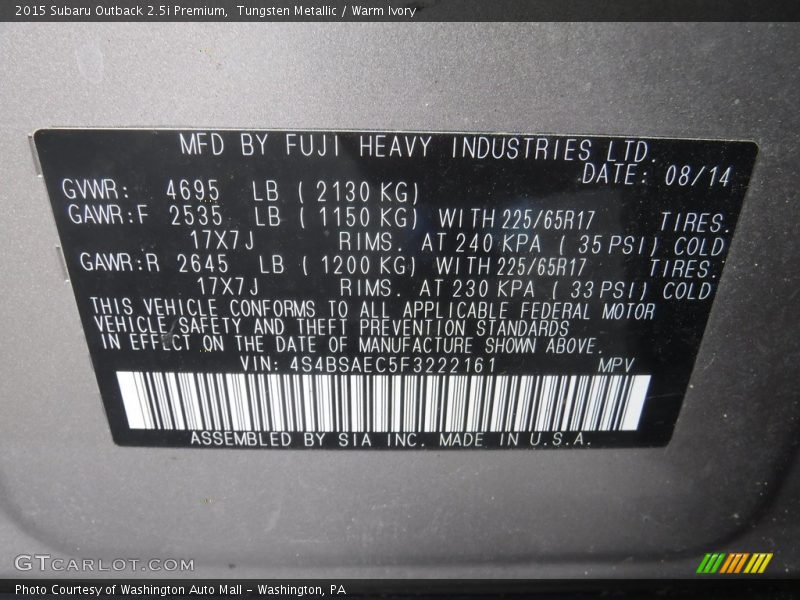 2015 Subaru Outback 2.5i Premium, Tungsten Metallic / Warm Ivory
MFD BY FUJI HEAVY INDUSTRIES LTD.
DATE: 08/14
GVWR: 4695 LB ( 2130 KG)
GAWR:F 2535 LB ( 1150 KG) WITH 225/65R17 TIRES.
17X7J RIMS. AT 240 KPA ( 35 PSI) COLD
GAWR:R 2645 LB ( 1200 KG) WITH 225/65R17 TIRES.
17X7J RIMS. AT 230 KPA ( 33 PSI) COLD
THIS VEHICLE CONFORMS TO ALL APPLICABLE FEDERAL MOTOR
VEHICLE SAFETY AND THEFT PREVENTION STANDARDS
IN EFFECT ON THE DATE OF MANUFACTURE SHOWN ABOVE.
VIN: 4S4BSAEC5F3222161 MPV
ASSEMBLED BY SIA INC. MADE IN U.S.A.
GTCARLOT.COM
Photo Courtesy of Washington Auto Mall - Washington, PA